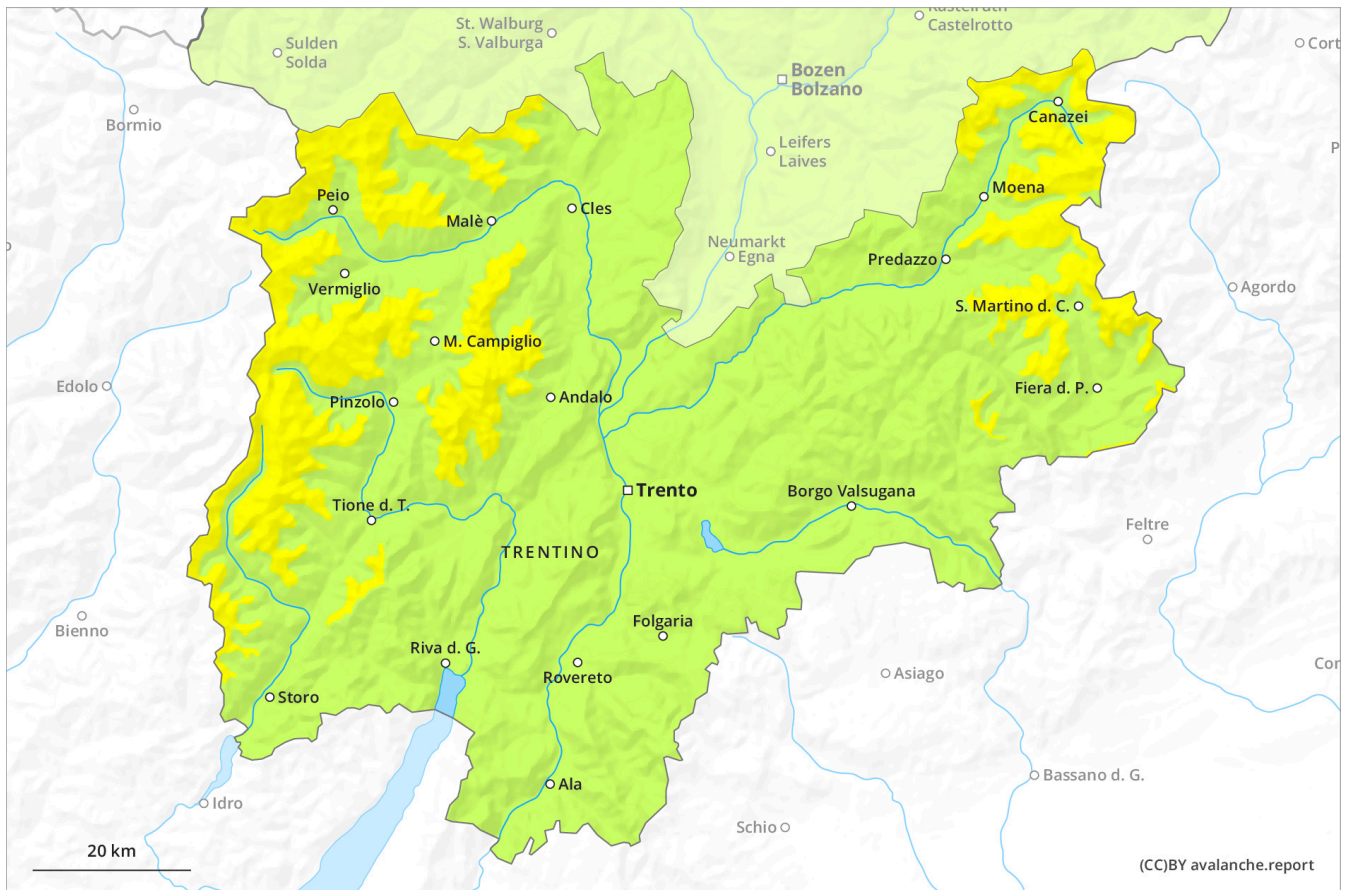 Kastelruth
Castelrotto
St. Walburg
S. Valburga
Sulden
Solda
Cort
Bozen
Bolzano
Bormio
Canazei
Leifers
Laives
P
Peio
Moena
Malè
Cles
Neumarkt
Egna
Predazzo
Vermiglio
Agordo
S. Martino d. C.
M. Campiglio
Edolo
Fiera d. P.
Pinzolo
Andalo
Trento
Borgo Valsugana
Tione d. T.
Feltre
TRENTINO
Bienno
Folgaria
Riva d. G.
Asiago
Cor
Rovereto
Storo
Bassano d. G.
Ala
Idro
Schio
20 km
(CC)BY avalanche.report